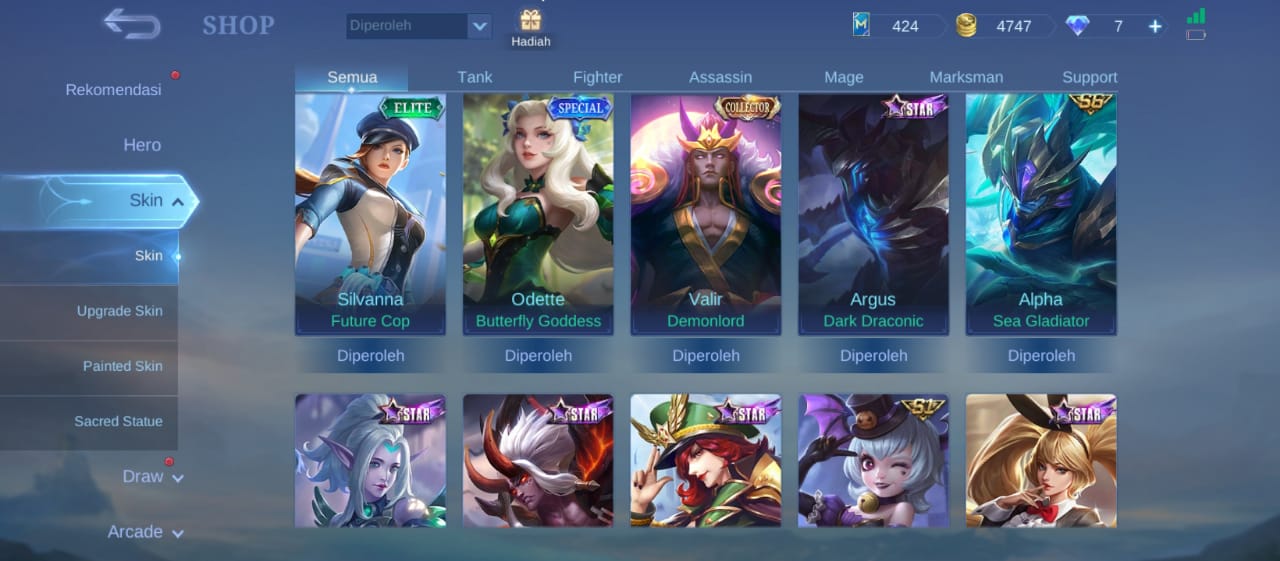 SHOP
Diperoleh
Hadiah
424
4747
7
Rekomendasi
Hero
Skin
Skin
Upgrade Skin
Painted Skin
Sacred Statue
Draw
Arcade
Semua
Tank
Fighter
Assassin
Mage
Marksman
Support
ELITE
SPECIAL
COLLECTOR
STAR
S6
Silvanna
Future Cop
Odette
Butterfly Goddess
Valir
Demonlord
Argus
Dark Draconic
Alpha
Sea Gladiator
Diperoleh
Diperoleh
Diperoleh
Diperoleh
Diperoleh
STAR
STAR
STAR
S1
STAR